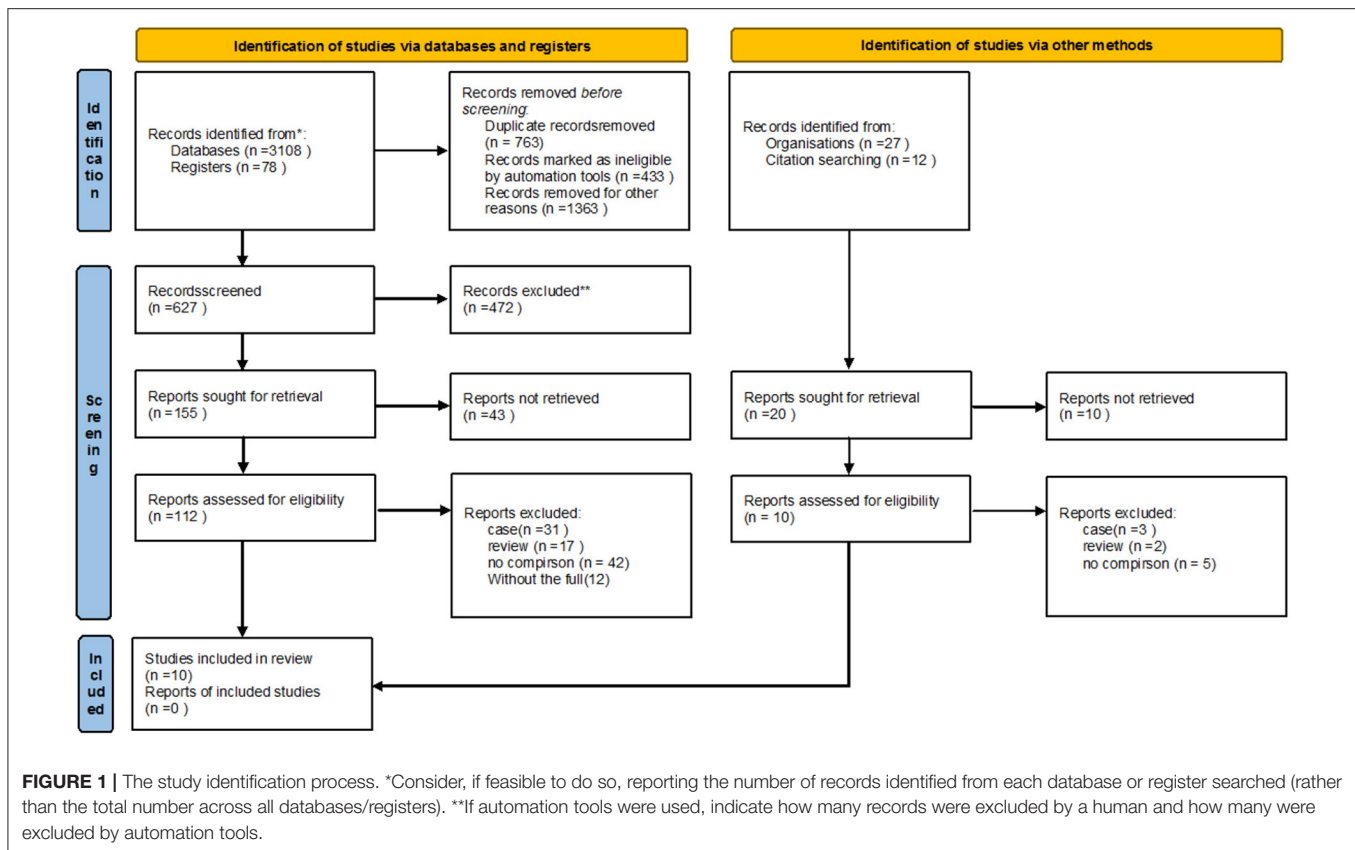 Identification of studies via databases and registers
Identification of studies via other methods
Id
en
tifi
ca
tio
n
Records identified from*:
Databases (n =3108 )
Registers (n =78 )
Records removed before
screening:
Duplicate recordsremoved
(n = 763)
Records marked as ineligible
by automation tools (n =433 )
Records removed for other
reasons (n =1363 )
Records identified from:
Organisations (n =27 )
Citation searching (n =12 )
Sc
re
en
in
g
Recordsscreened
(n =627 )
Records excluded**
(n =472 )
Reports sought for retrieval
(n =155 )
Reports not retrieved
(n =43 )
Reports sought for retrieval
(n =20 )
Reports not retrieved
(n =10 )
Reports assessed for eligibility
(n =112 )
Reports excluded:
case(n =31 )
review (n =17 )
no compirson (n = 42)
Without the full(12)
Reports assessed for eligibility
(n = 10)
Reports excluded:
case(n =3 )
review (n =2)
no compirson (n = 5)
In
cl
ud
ed
Studies included in review
(n =10)
Reports of included studies
(n =0 )
FIGURE 1 | The study identification process. *Consider, if feasible to do so, reporting the number of records identified from each database or register searched (rather
than the total number across all databases/registers). **If automation tools were used, indicate how many records were excluded by a human and how many were
excluded by automation tools.